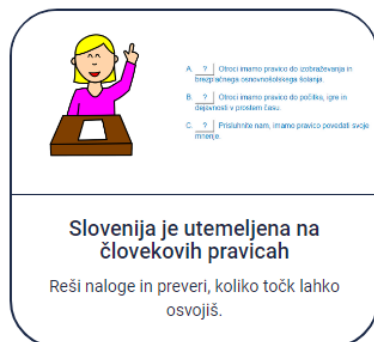 A. ? Otroci imamo pravico do izobraževanja in
brezplačnega osnovnošolskega šolanja.
B. ? Otroci imamo pravico do počitka, igre in
dejavnosti v prostem času.
C. ? Prisluhnite nam, imamo pravico povedati svoje
mnenje.
Slovenija je utemeljena na
človekovih pravicah
Reši naloge in preveri, koliko točk lahko
osvojiš.